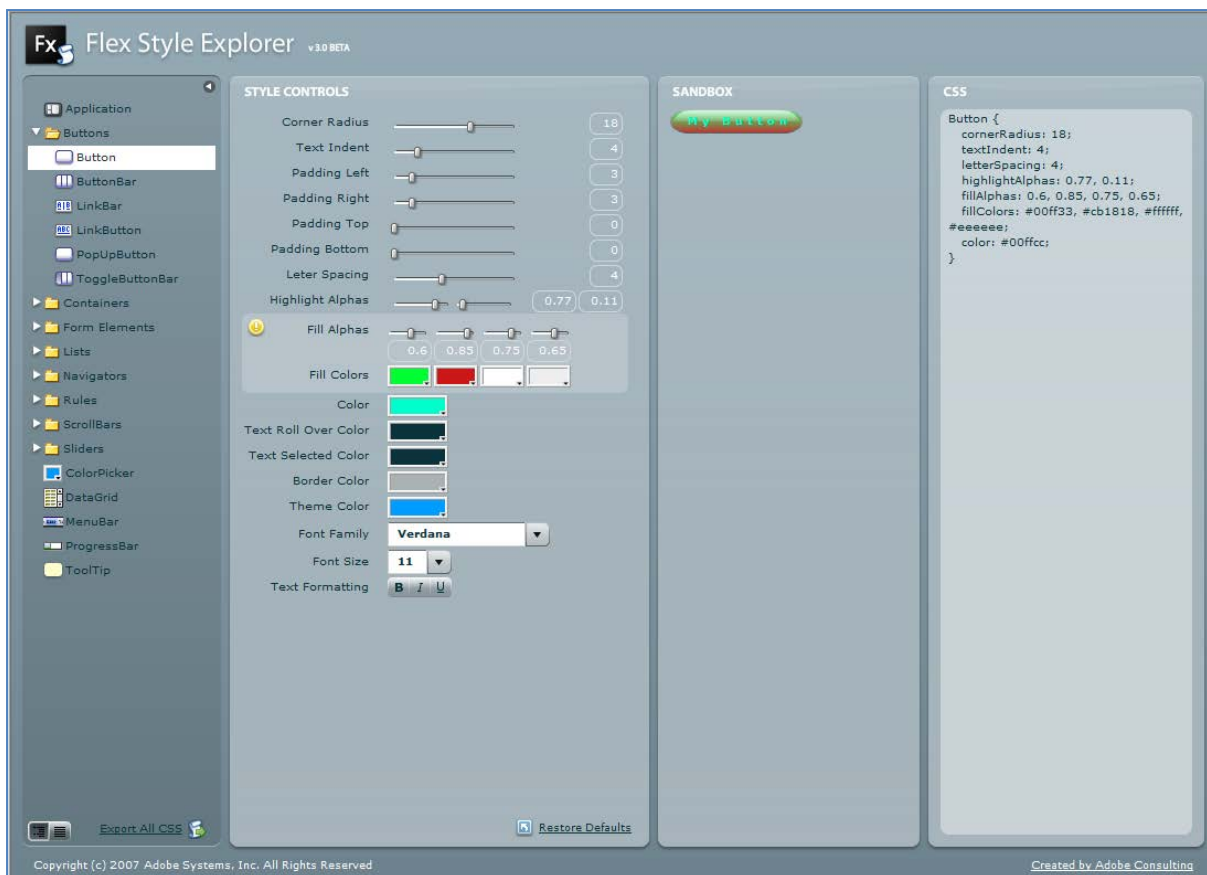 Fx Flex Style Explorer v 3.0 BETA
Application
Buttons
Button
ButtonBar
LinkBar
LinkButton
PopUpButton
ToggleButtonBar
Containers
Form Elements
Lists
Navigators
Rules
ScrollBars
Sliders
ColorPicker
DataGrid
MenuBar
ProgressBar
ToolTip
Export All CSS
STYLE CONTROLS
Corner Radius 18
Text Indent 4
Padding Left 3
Padding Right 3
Padding Top 0
Padding Bottom 0
Leter Spacing 4
Highlight Alphas 0.77 0.11
Fill Alphas
0.6 0.85 0.75 0.65
Fill Colors
Color
Text Roll Over Color
Text Selected Color
Border Color
Theme Color
Font Family Verdana
Font Size 11
Text Formatting B I U
Restore Defaults
SANDBOX
My Button
CSS
Button {
cornerRadius: 18;
textIndent: 4;
letterSpacing: 4;
highlightAlphas: 0.77, 0.11;
fillAlphas: 0.6, 0.85, 0.75, 0.65;
fillColors: #00ff33, #cb1818, #ffffff,
#eeeeee;
color: #00ffcc;
}
Copyright (c) 2007 Adobe Systems, Inc. All Rights Reserved
Created by Adobe Consulting